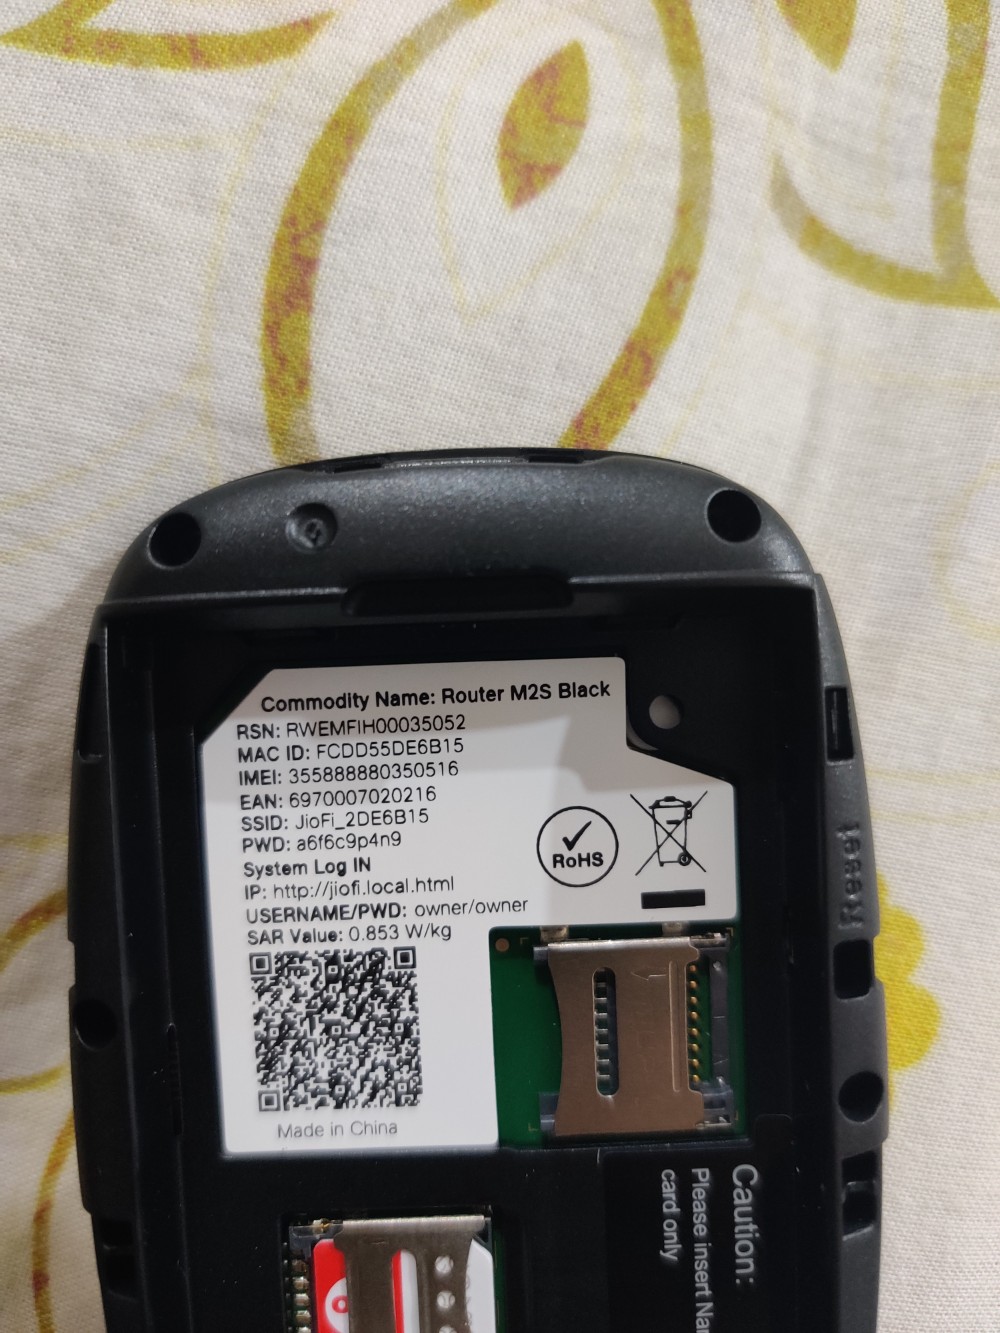 Commodity Name: Router M2S Black
RSN: RWEMFIH00035052
MAC ID: FCDD55DE6B15
IMEI: 355888880350516
EAN: 6970007020216
SSID: JioFi_2DE6B15
PWD: a6f6c9p4n9
System Log IN
IP: http://jiofi.local.html
USERNAME/PWD: owner/owner
SAR Value: 0.853 W/kg
RoHS
Made in China
Reset
Caution:
Please insert
card only